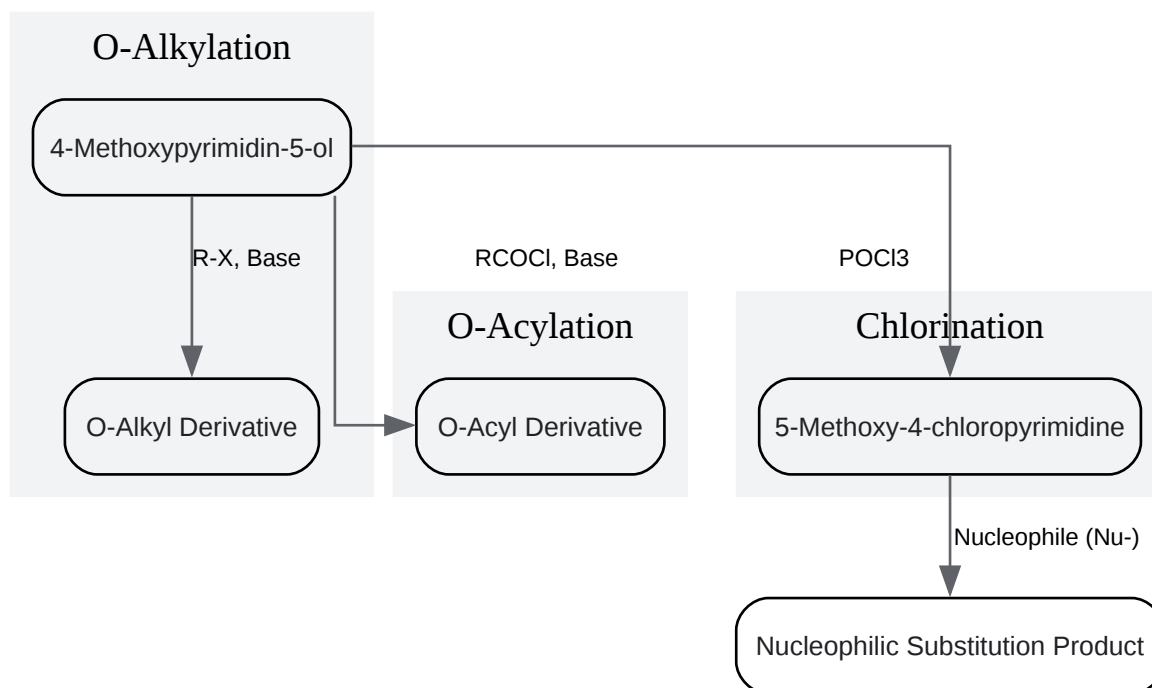 O-Alkylation
4-Methoxypyrimidin-5-ol
R-X, Base
RCOCl, Base
POCl3
O-Acylation
Chlorination
O-Alkyl Derivative
O-Acyl Derivative
5-Methoxy-4-chloropyrimidine
Nucleophile (Nu-)
Nucleophilic Substitution Product